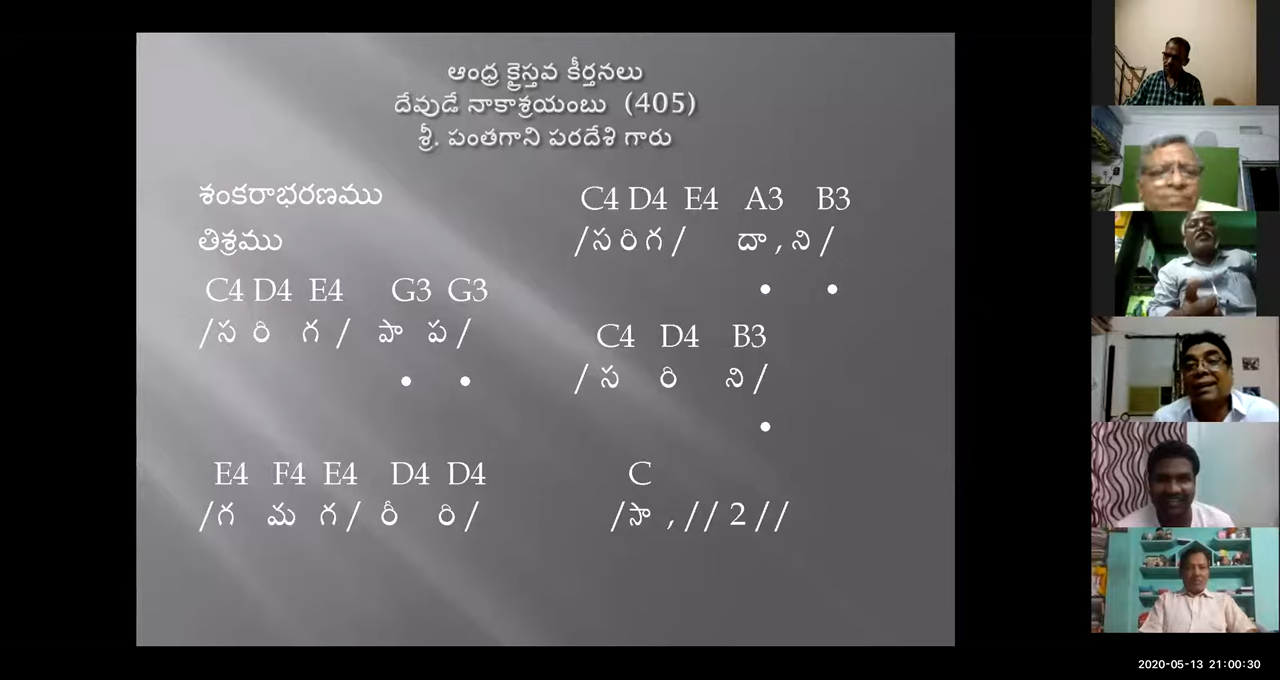 ఆంధ్ర క్రైస్తవ కీర్తనలు
దేవుడే నాకాశ్రయంబు (405)
శ్రీ. పంతగాని పరదేశి గారు
శంకరాభరణము
తిశ్రము
C4 D4 E4 G3 G3
/స రి గ / పా ప /
• •
E4 F4 E4 D4 D4
/గ మ గ / రీ రి /
C4 D4 E4 A3 B3
/స రి గ / దా , ని /
• •
C4 D4 B3
/ స రి ని /
•
C
/సా , // 2 //
2020-05-13 21:00:30